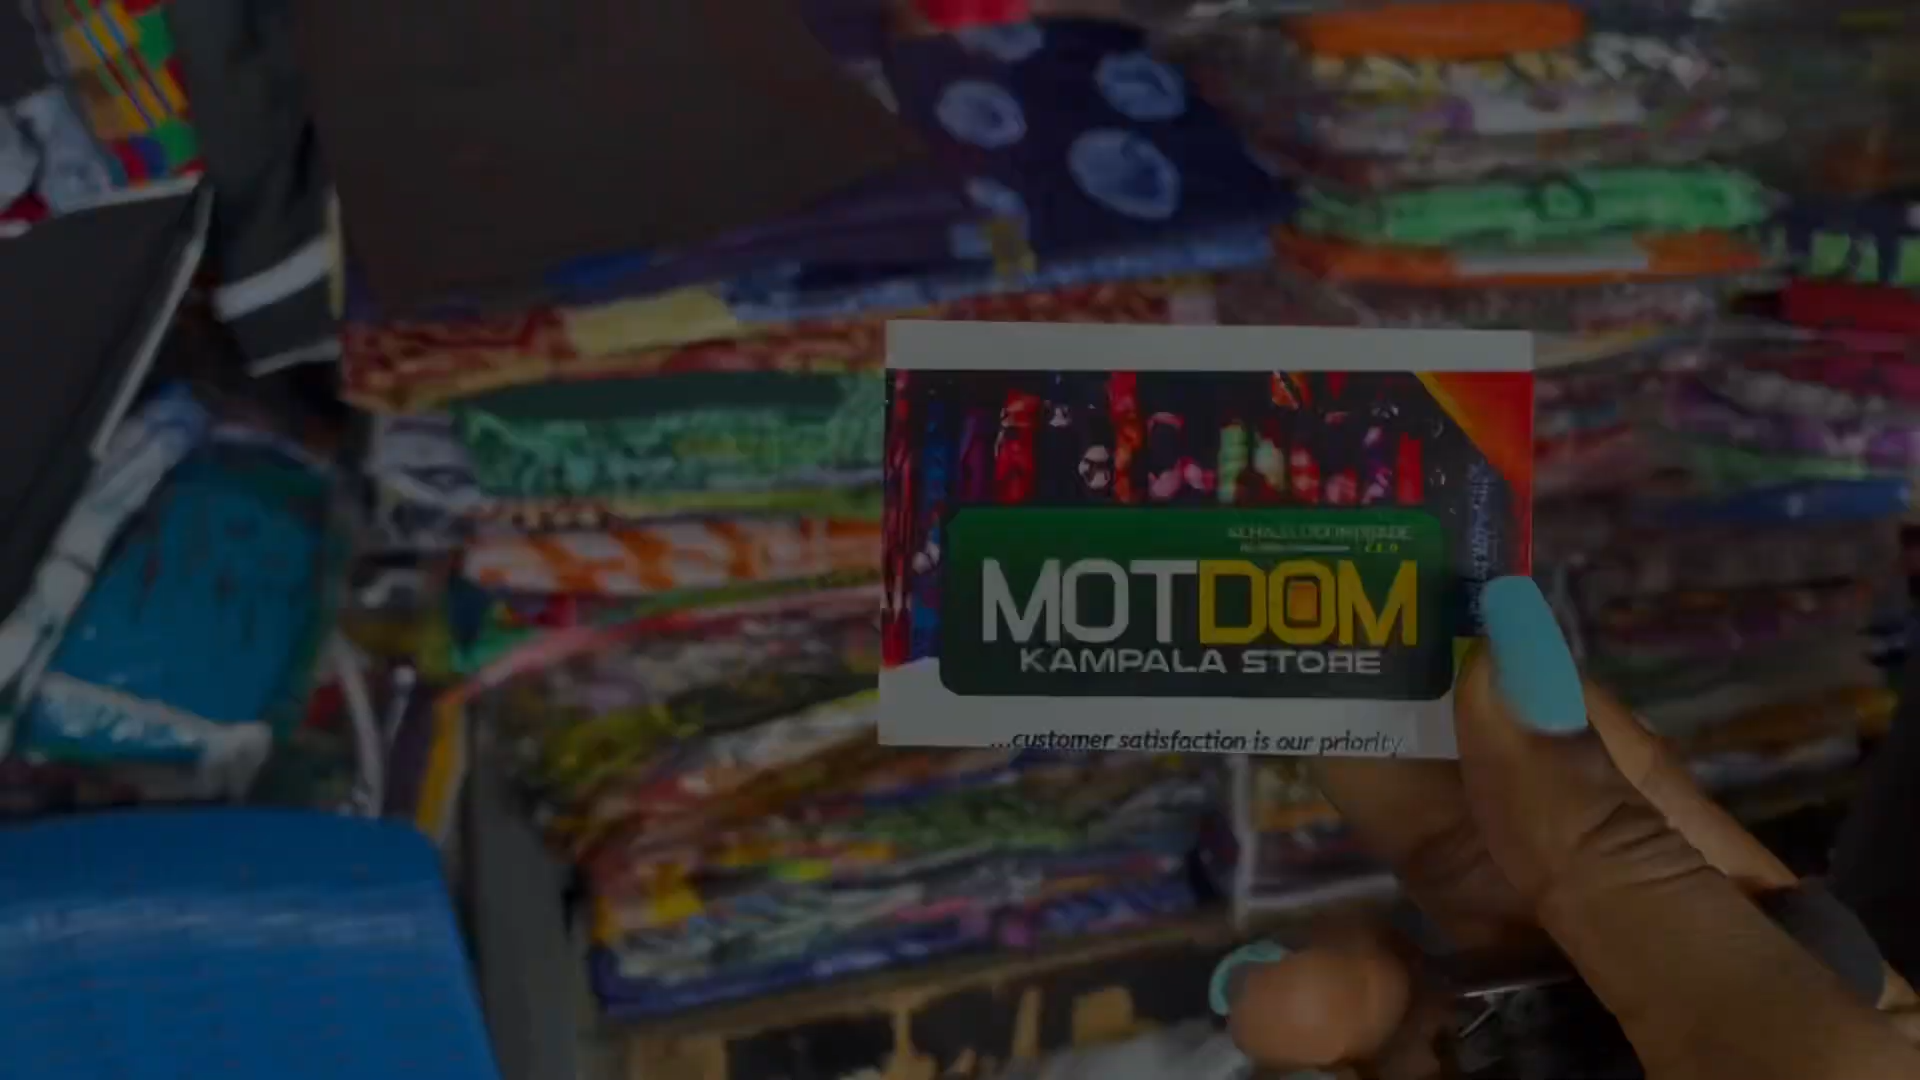 MOTDOM
KAMPALA STORE
...customer satisfaction is our priority.